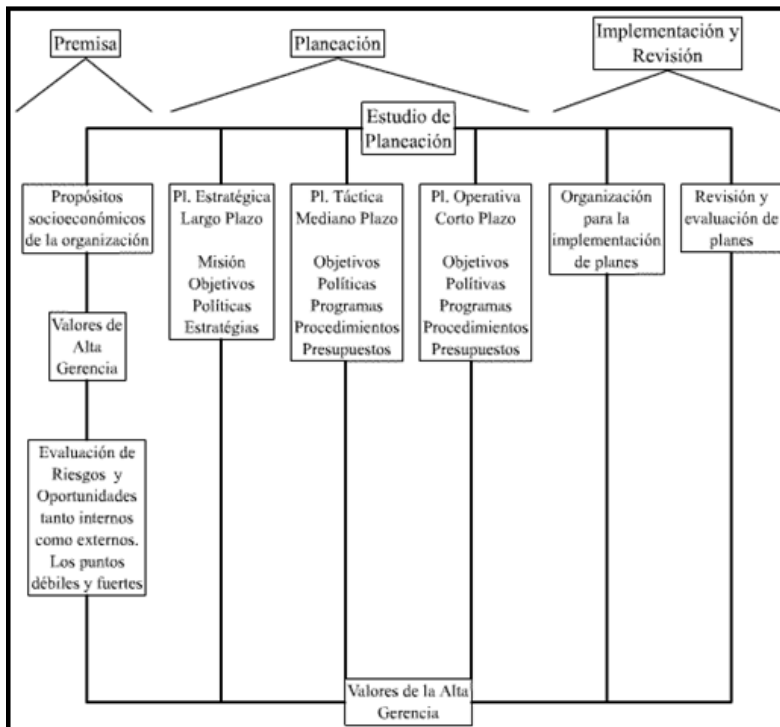 Premisa
Planeación
Implementación y
Revisión
Estudio de
Planeación
Propósitos
socioeconómicos
de la organización
Valores de
Alta
Gerencia
Evaluación de
Riesgos y
Oportunidades
tanto internos
como externos.
Los puntos
débiles y fuertes
Pl. Estratégica
Largo Plazo
Misión
Objetivos
Políticas
Estratégias
Pl. Táctica
Mediano Plazo
Objetivos
Políticas
Programas
Procedimientos
Presupuestos
Pl. Operativa
Corto Plazo
Objetivos
Polítivas
Programas
Procedimientos
Presupuestos
Organización
para la
implementación
de planes
Revisión y
evaluación de
planes
Valores de la Alta
Gerencia